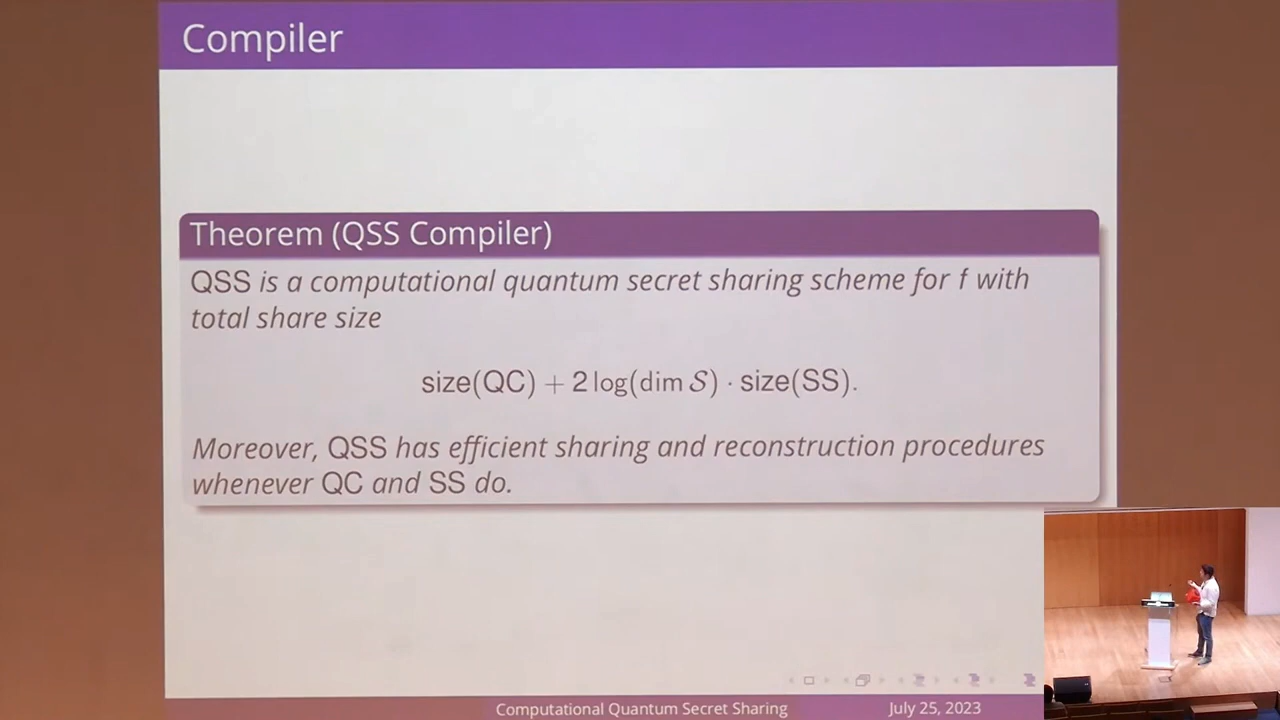 Compiler
Theorem (QSS Compiler)
QSS is a computational quantum secret sharing scheme for f with
total share size
size(QC) + 2 log(dim 𝒮) · size(SS).
Moreover, QSS has efficient sharing and reconstruction procedures
whenever QC and SS do.
Computational Quantum Secret Sharing July 25, 2023